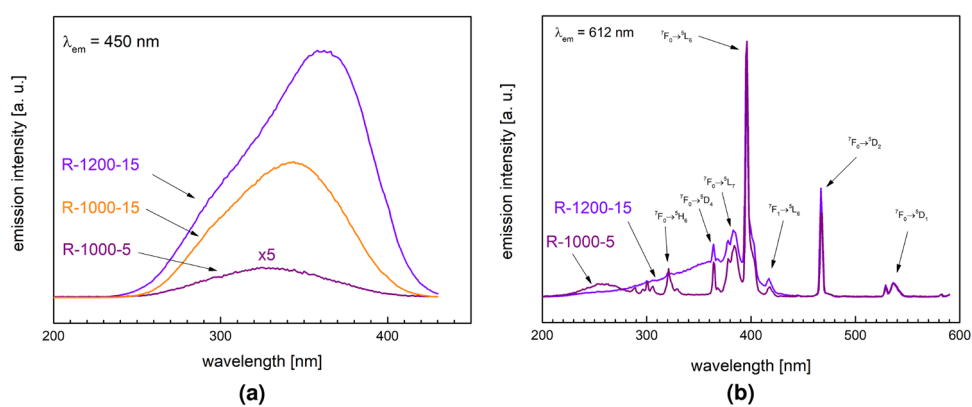 λem = 450 nm
emission intensity [a. u.]
R-1200-15
R-1000-15
R-1000-5
x5
200
300
400
wavelength [nm]
(a)
λem = 612 nm
emission intensity [a. u.]
⁷F₀→⁵L₆
⁷F₀→⁵D₂
⁷F₀→⁵L₇
⁷F₀→⁵D₄
⁷F₁→⁵L₆
⁷F₀→⁵H₆
⁷F₀→⁵D₁
R-1200-15
R-1000-5
200
300
400
500
600
wavelength [nm]
(b)